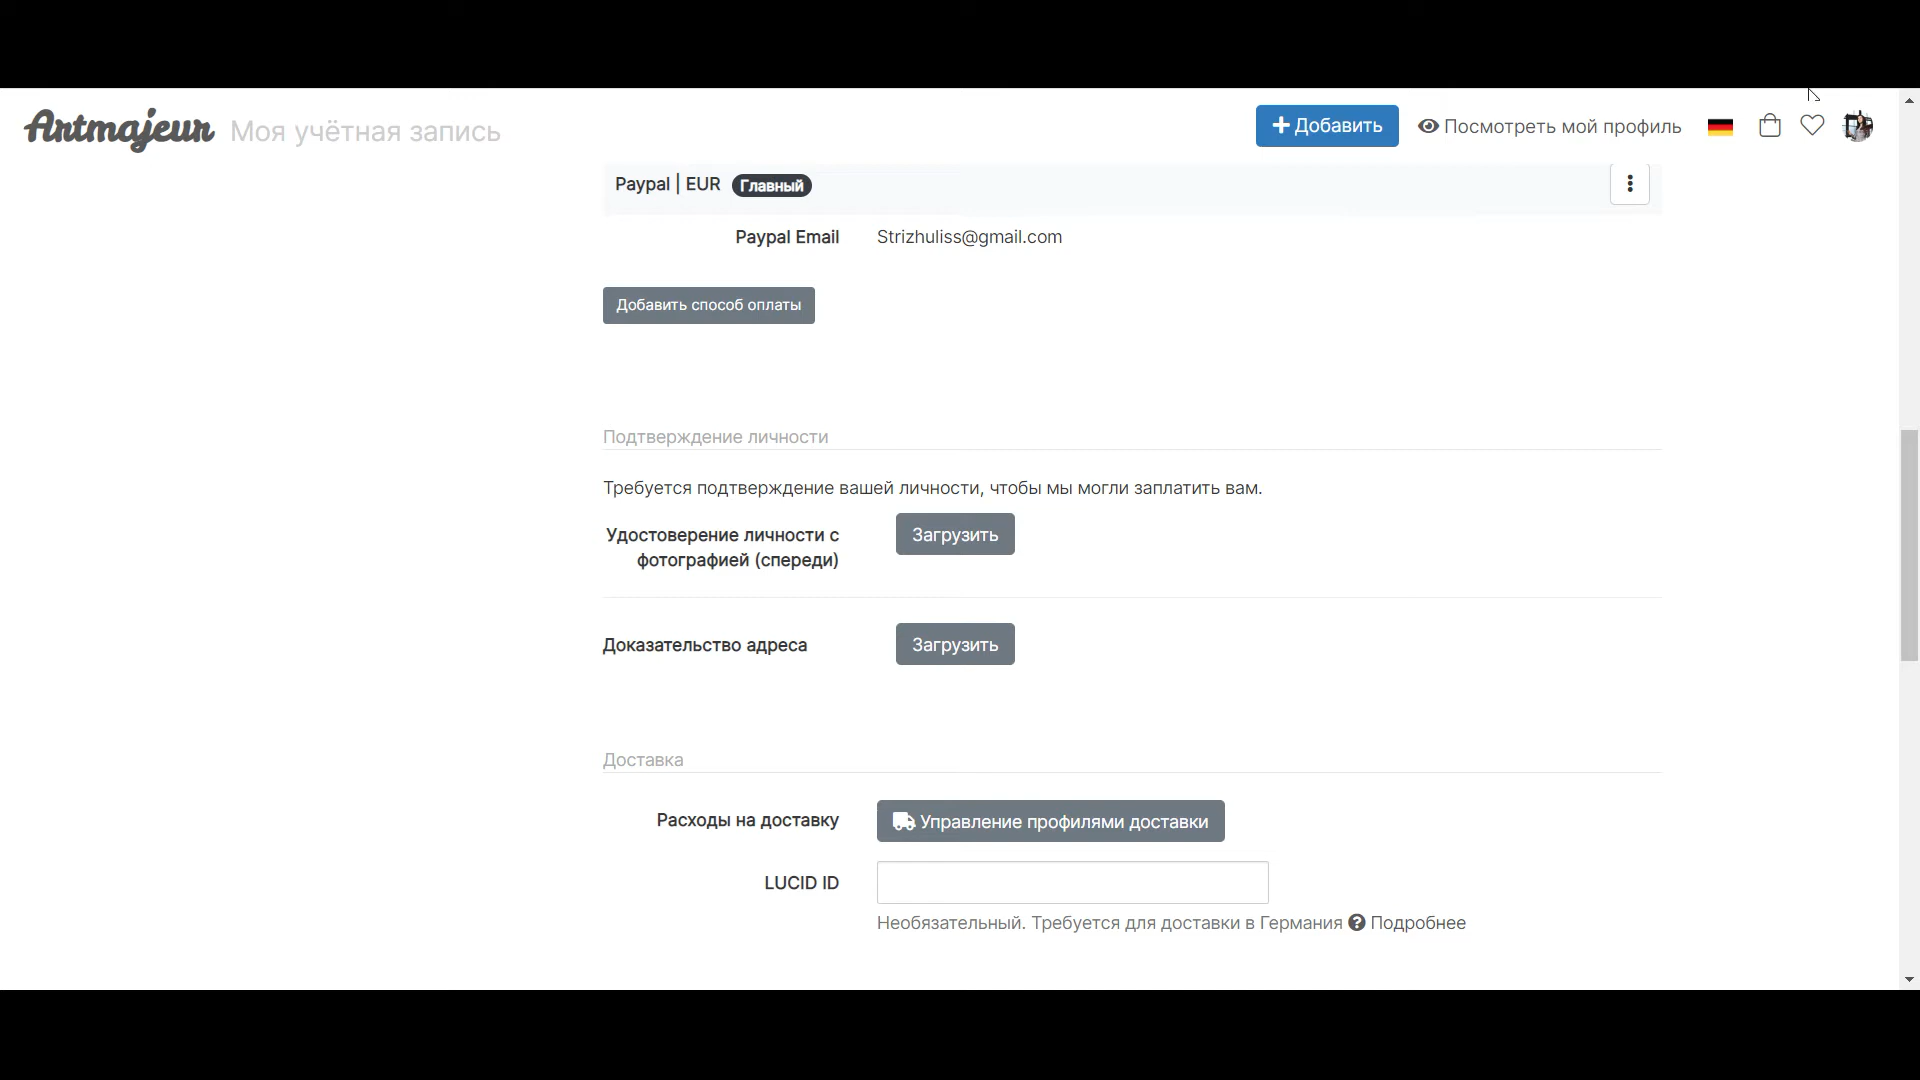 Artmajeur Моя учётная запись
Добавить Посмотреть мой профиль
Paypal | EUR Главный
Paypal Email Strizhuliss@gmail.com
Добавить способ оплаты
Подтверждение личности
Требуется подтверждение вашей личности, чтобы мы могли заплатить вам.
Удостоверение личности с
фотографией (спереди)
Загрузить
Доказательство адреса Загрузить
Доставка
Расходы на доставку Управление профилями доставки
LUCID ID
Необязательный. Требуется для доставки в Германия Подробнее